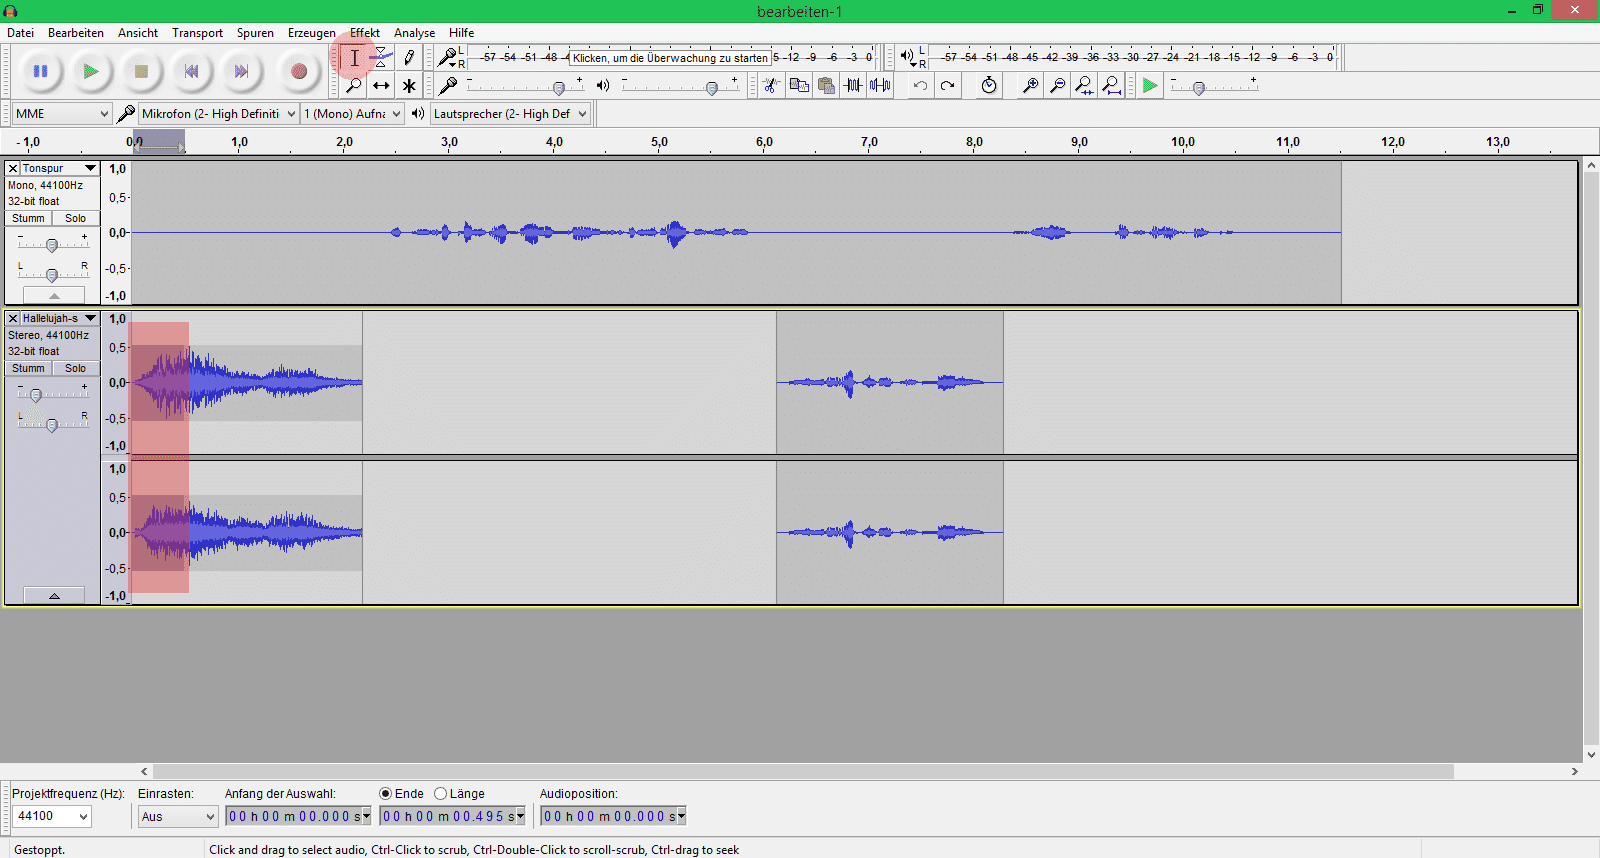 bearbeiten-1
Datei Bearbeiten Ansicht Transport Spuren Erzeugen Effekt Analyse Hilfe
L R -57 -54 -51 -48 -4 Klicken, um die Überwachung zu starten 5 -12 -9 -6 -3 0 L R -57 -54 -51 -48 -45 -42 -39 -36 -33 -30 -27 -24 -21 -18 -15 -12 -9 -6 -3 0
- + - + - +
MME Mikrofon (2- High Definiti 1 (Mono) Aufna Lautsprecher (2- High Def
- 1,0 0,0 1,0 2,0 3,0 4,0 5,0 6,0 7,0 8,0 9,0 10,0 11,0 12,0 13,0
X Tonspur
Mono, 44100Hz
32-bit float
Stumm Solo
- +
L R
1,0
0,5-
0,0-
-0,5-
-1,0
X Hallelujah-s
Stereo, 44100Hz
32-bit float
Stumm Solo
- +
L R
1,0
0,5-
0,0-
-0,5-
-1,0
1,0
0,5-
0,0-
-0,5-
-1,0
Projektfrequenz (Hz): Einrasten: Anfang der Auswahl: Ende Länge Audioposition:
44100 Aus 00 h 00 m 00.000 s 00 h 00 m 00.495 s 00 h 00 m 00.000 s
Gestoppt. Click and drag to select audio, Ctrl-Click to scrub, Ctrl-Double-Click to scroll-scrub, Ctrl-drag to seek